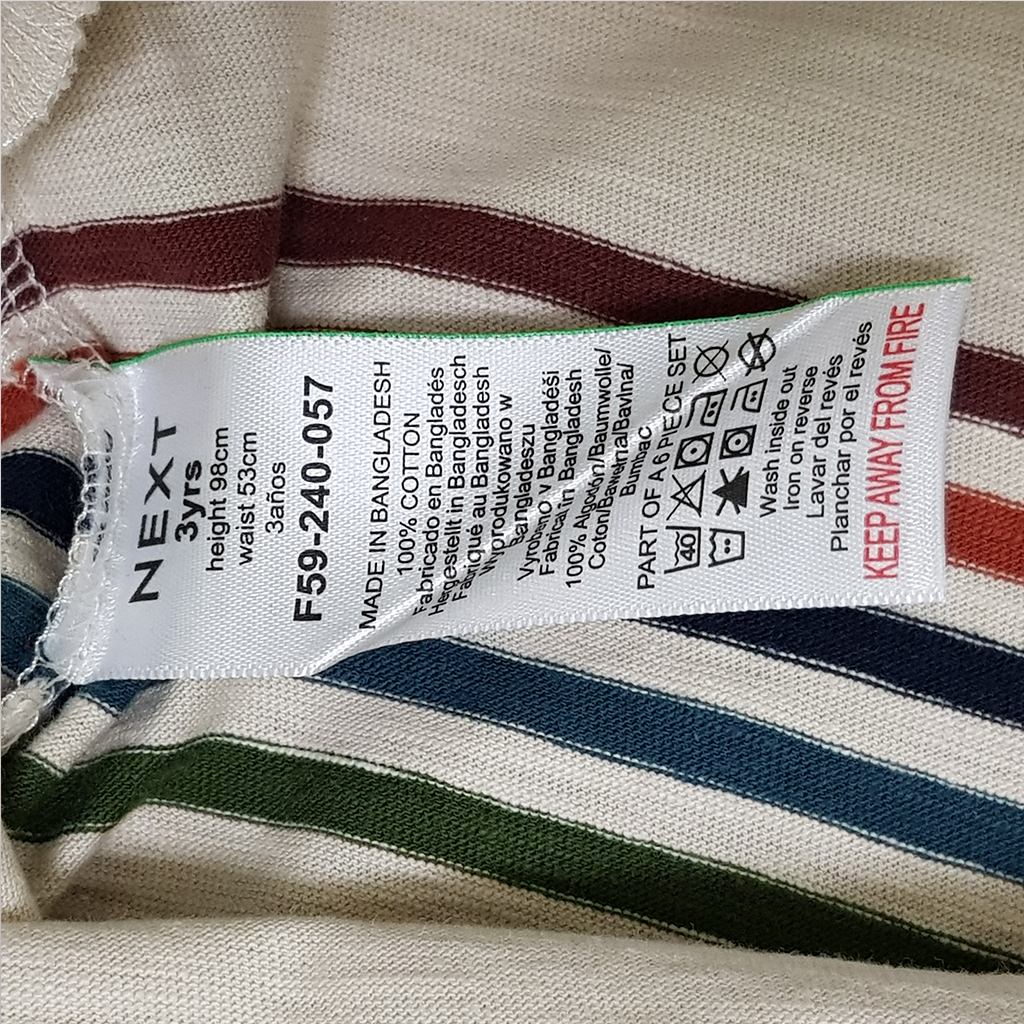 NEXT
3yrs
height 98cm
waist 53cm
3años
F59-240-057
MADE IN BANGLADESH
100% COTTON
Fabricado en Bangladés
Hergestellt in Bangladesch
Fabriqué au Bangladesh
Wyprodukowano w
Bangladeszu
Vyrobeno v Bangladéši
Fabricat în Bangladesh
100% Algodón/Baumwolle/
Coton/Bawełna/Bavlna/
Bumbac
PART OF A 6 PIECE SET
40
Wash inside out
Iron on reverse
Lavar del revés
Planchar por el revés
KEEP AWAY FROM FIRE